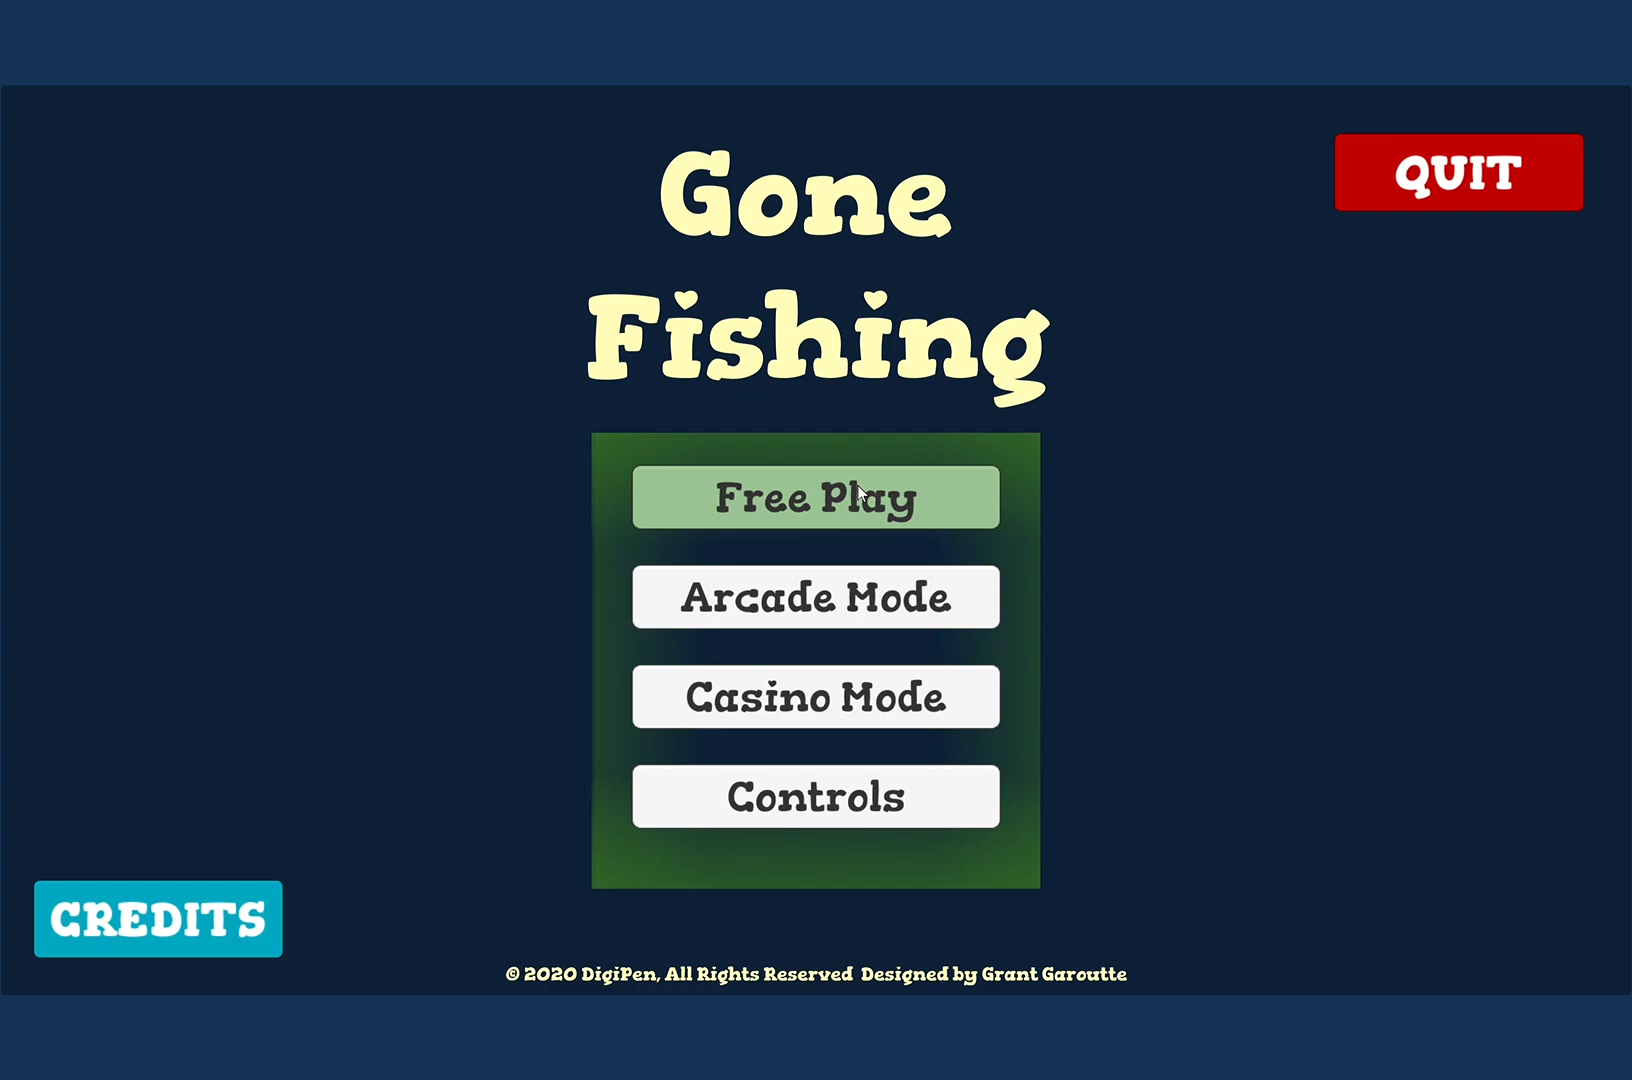 Gone
Fishing
QUIT
Free Play
Arcade Mode
Casino Mode
Controls
CREDITS
© 2020 DigiPen, All Rights Reserved  Designed by Grant Garoutte